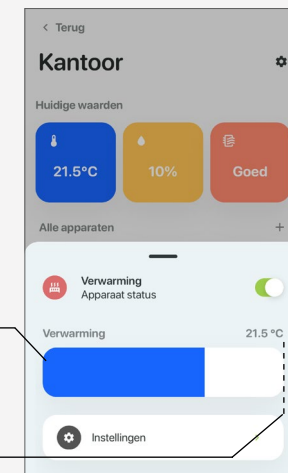 < Terug
Kantoor
Huidige waarden
21.5°C
10%
Goed
Alle apparaten +
Verwarming
Apparaat status
Verwarming 21.5 °C
Instellingen